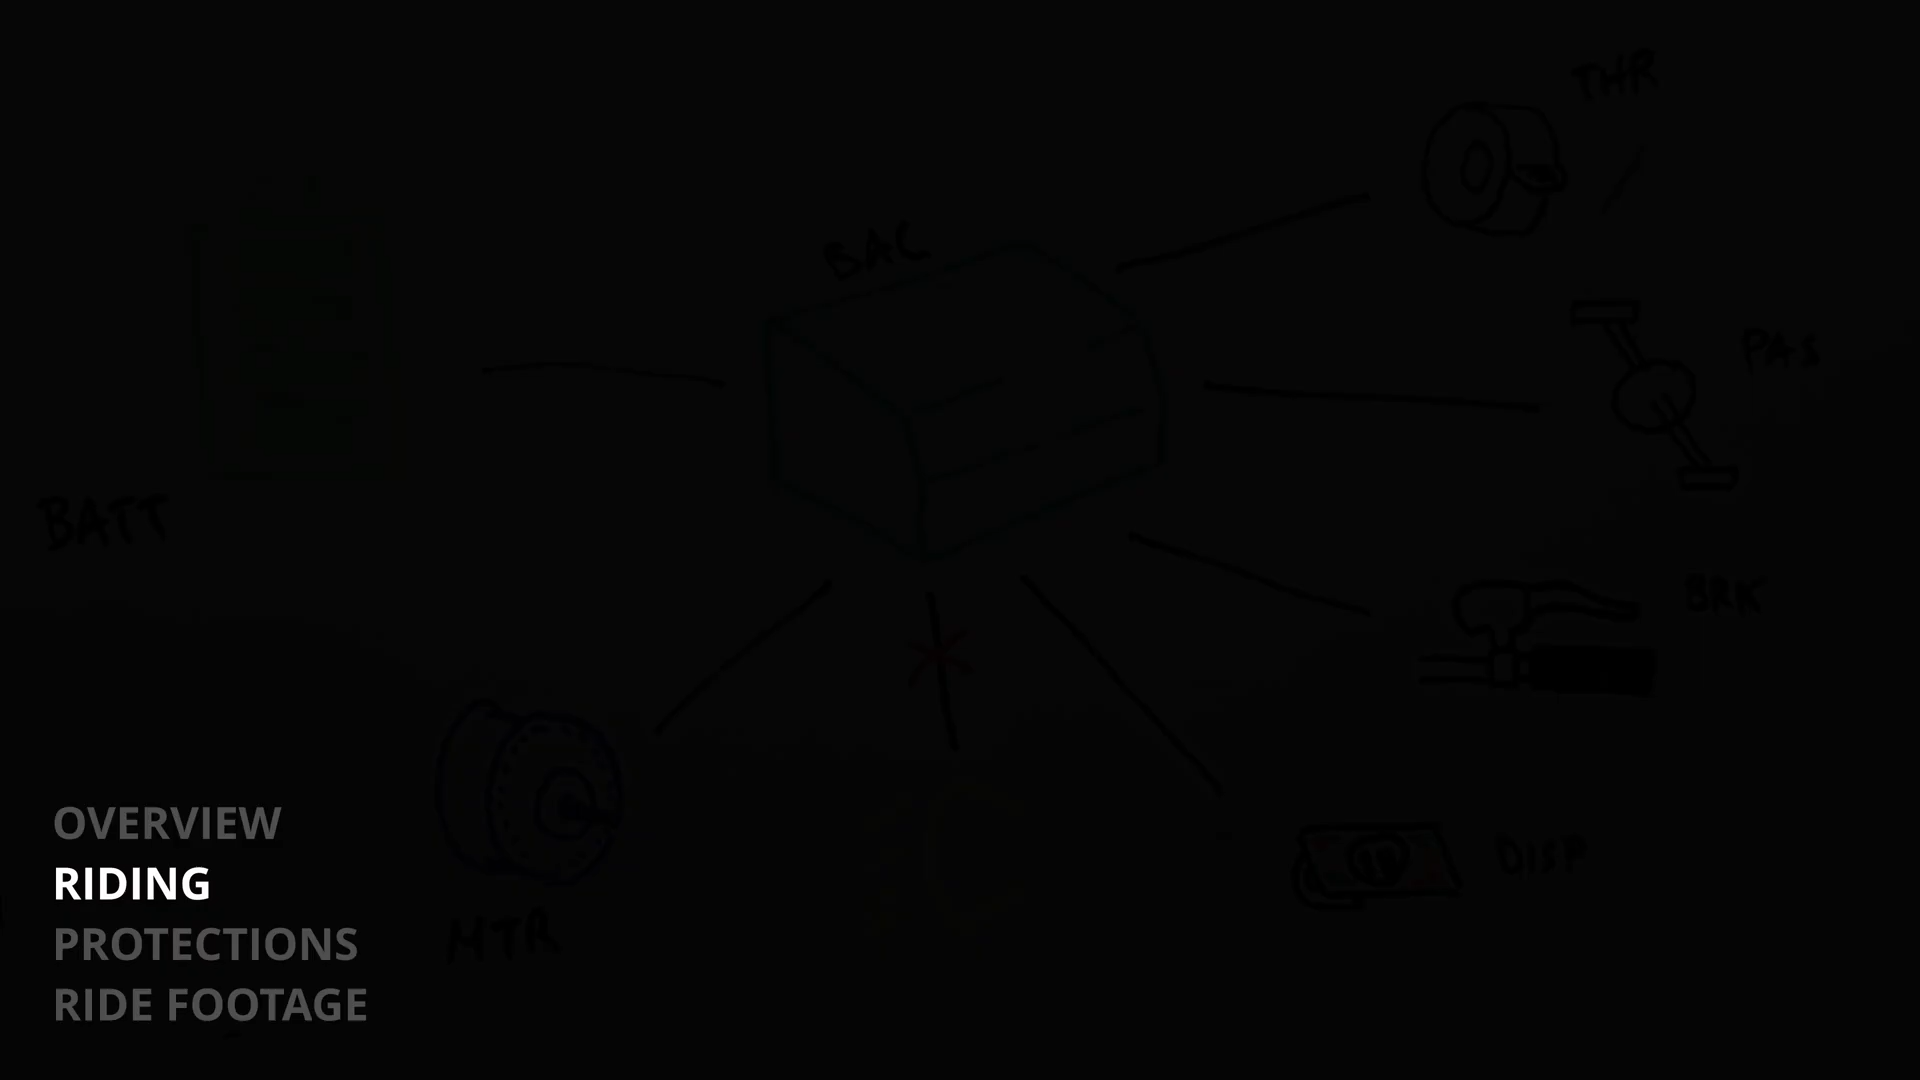 THR
BAC
PAS
BATT
BRK
DISP
MTR
OVERVIEW
RIDING
PROTECTIONS
RIDE FOOTAGE